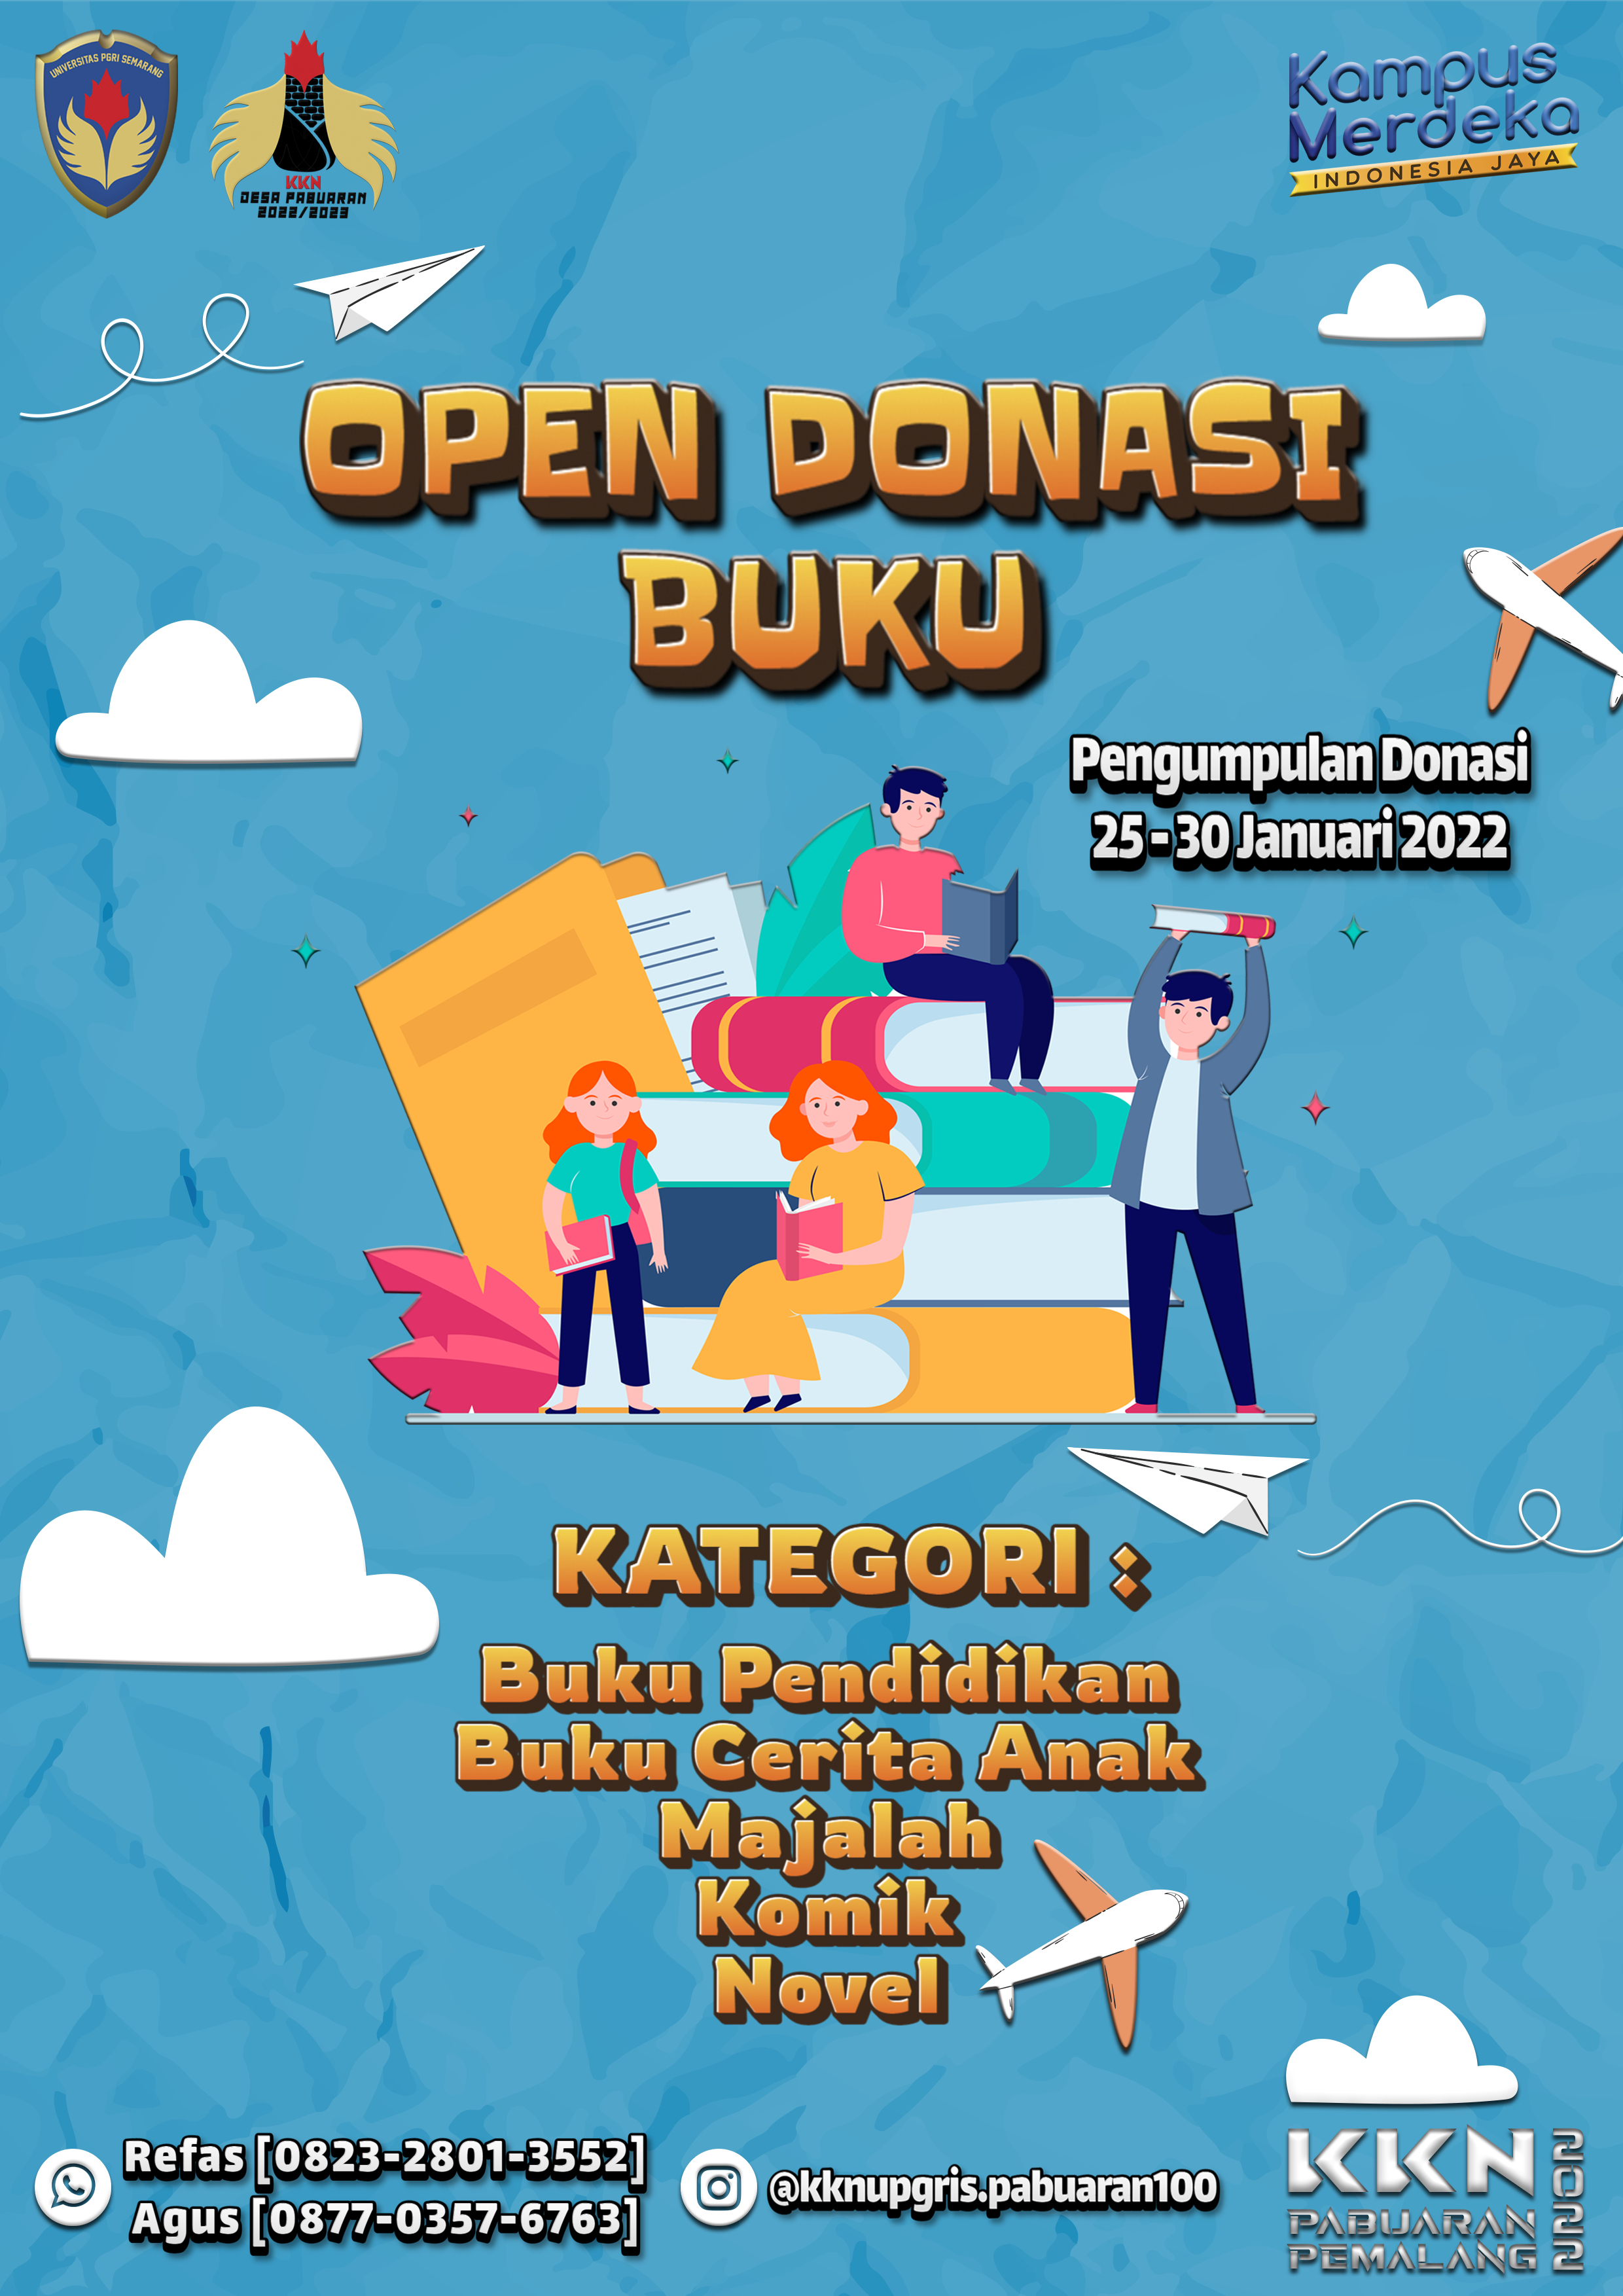 UNIVERSITAS PGRI SEMARANG
KKN
DESA PABUARAN
2022/2023
Kampus
Merdeka
INDONESIA JAYA
OPEN DONASI
BUKU
Pengumpulan Donasi
25 - 30 Januari 2022
KATEGORI :
Buku Pendidikan
Buku Cerita Anak
Majalah
Komik
Novel
Refas [0823-2801-3552]
Agus [0877-0357-6763]
@kknupgris.pabuaran100
KKN
PABUARAN
PEMALANG
2022